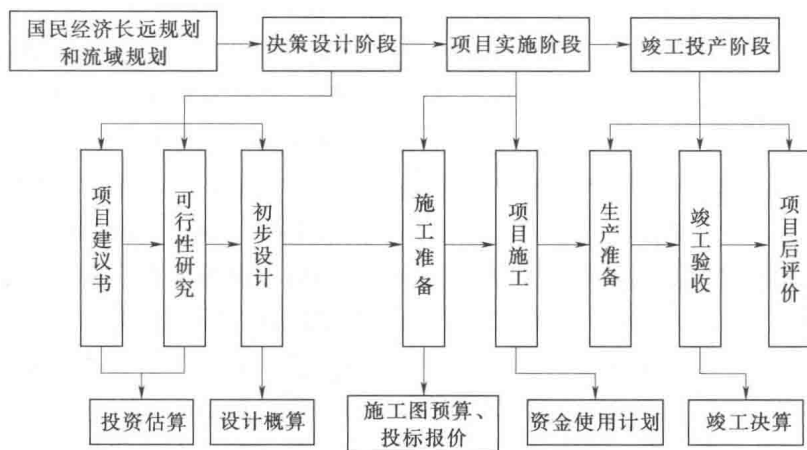 国民经济长远规划
和流域规划
决策设计阶段
项目实施阶段
竣工投产阶段
项目建议书
可行性研究
初步设计
施工准备
项目施工
生产准备
竣工验收
项目后评价
投资估算
设计概算
施工图预算、
投标报价
资金使用计划
竣工决算